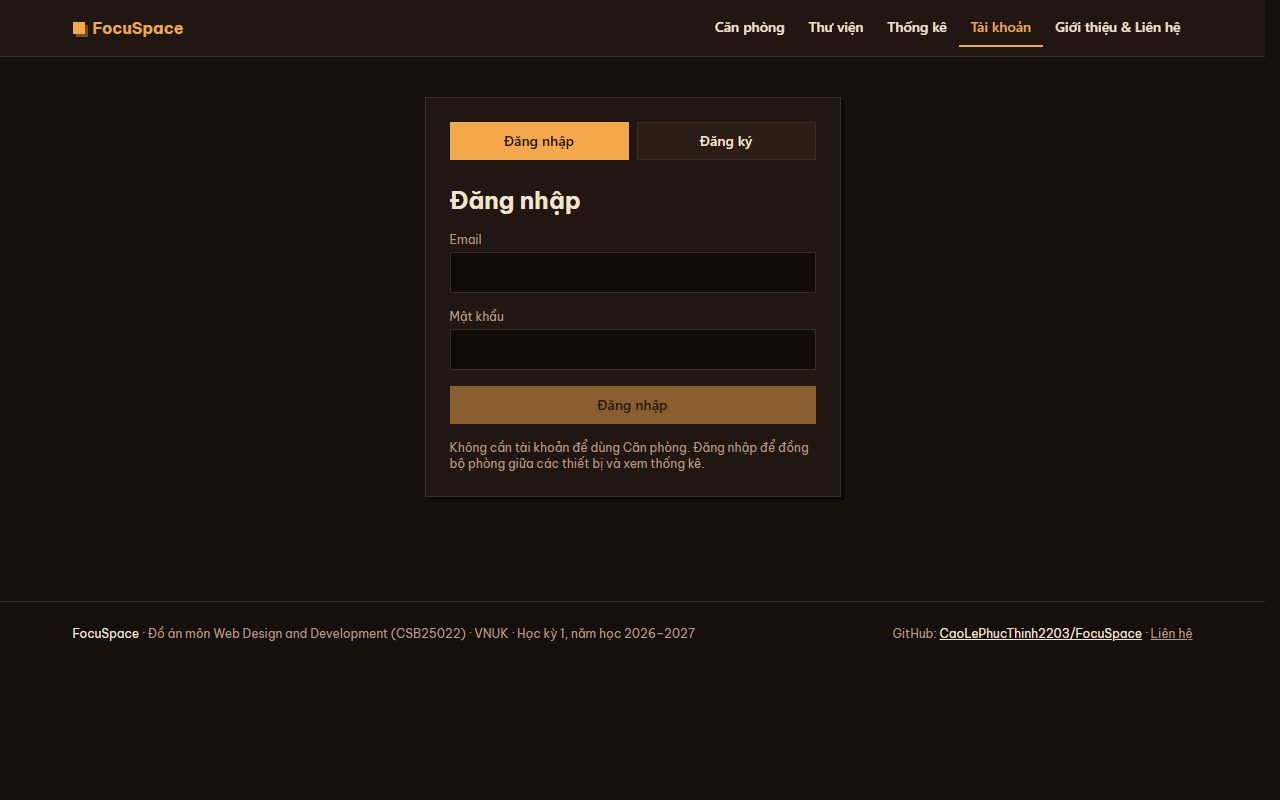 FocuSpace
Căn phòng Thư viện Thống kê Tài khoản Giới thiệu & Liên hệ
Đăng nhập Đăng ký
Đăng nhập
Email
Mật khẩu
Đăng nhập
Không cần tài khoản để dùng Căn phòng. Đăng nhập để đồng
bộ phòng giữa các thiết bị và xem thống kê.
FocuSpace · Đồ án môn Web Design and Development (CSB25022) · VNUK · Học kỳ 1, năm học 2026–2027
GitHub: CaoLePhucThinh2203/FocuSpace · Liên hệ